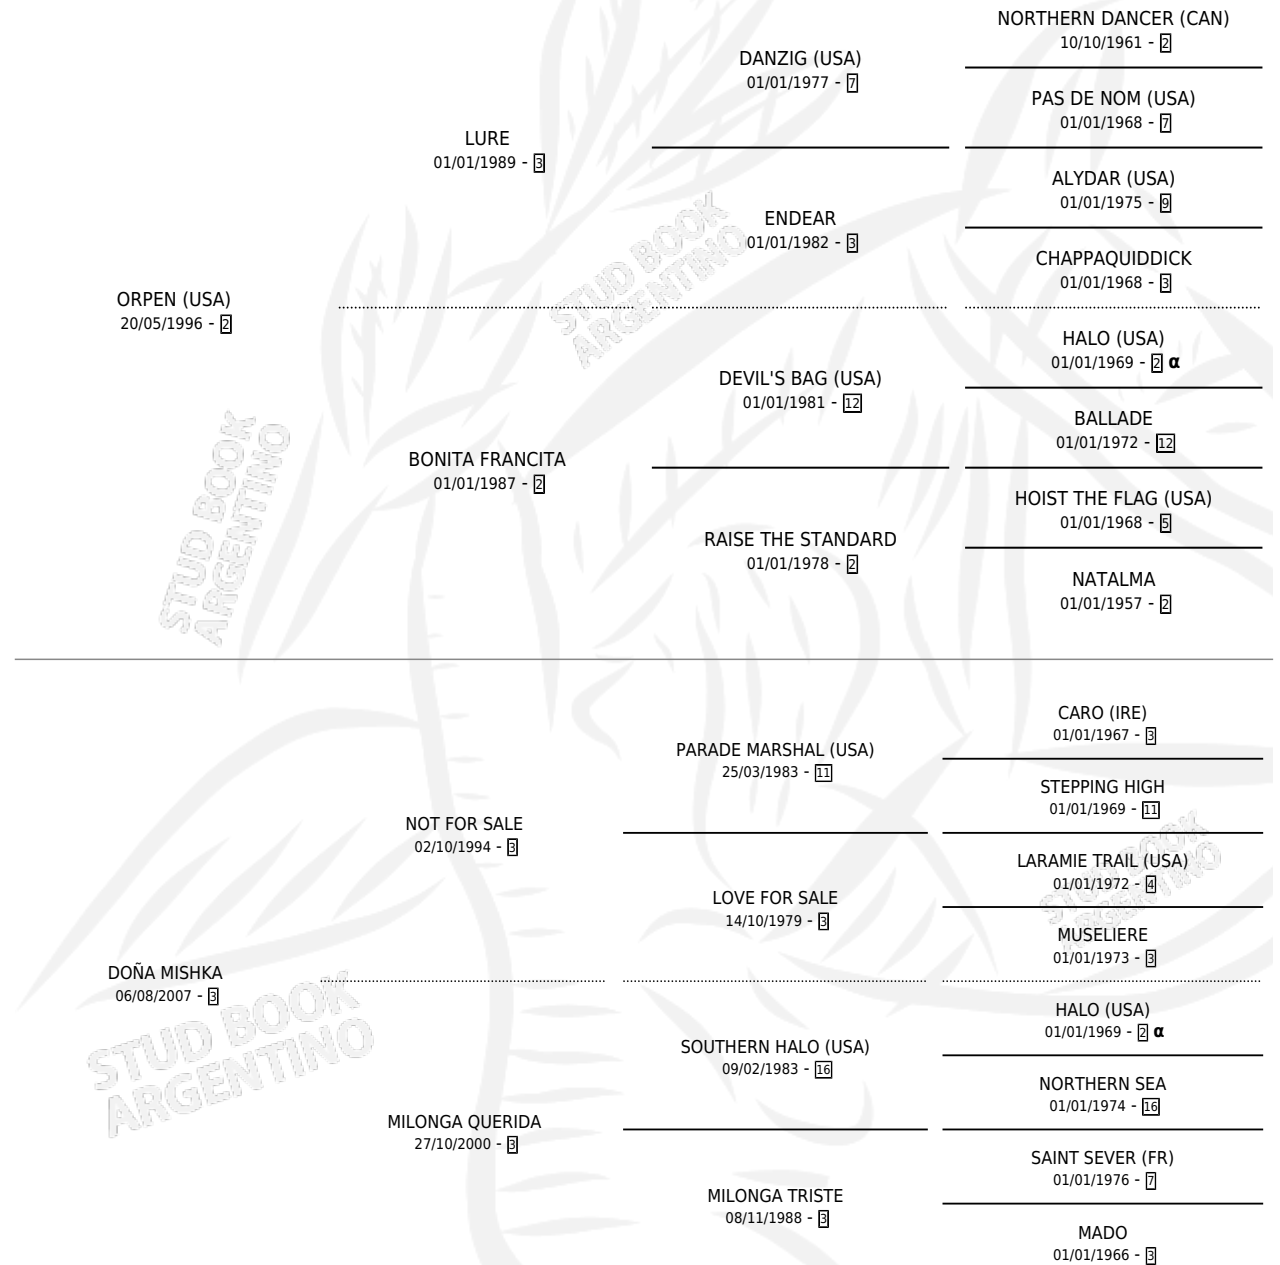 NORTHERN DANCER (CAN)
10/10/1961 - 2
DANZIG (USA)
01/01/1977 - 7
PAS DE NOM (USA)
01/01/1968 - 7
LURE
01/01/1989 - 3
ALYDAR (USA)
01/01/1975 - 9
ENDEAR
01/01/1982 - 3
CHAPPAQUIDDICK
01/01/1968 - 3
ORPEN (USA)
20/05/1996 - 2
HALO (USA)
01/01/1969 - 2 α
DEVIL'S BAG (USA)
01/01/1981 - 12
BALLADE
01/01/1972 - 12
BONITA FRANCITA
01/01/1987 - 2
HOIST THE FLAG (USA)
01/01/1968 - 5
RAISE THE STANDARD
01/01/1978 - 2
NATALMA
01/01/1957 - 2
CARO (IRE)
01/01/1967 - 3
PARADE MARSHAL (USA)
25/03/1983 - 11
STEPPING HIGH
01/01/1969 - 11
NOT FOR SALE
02/10/1994 - 3
LARAMIE TRAIL (USA)
01/01/1972 - 4
LOVE FOR SALE
14/10/1979 - 3
MUSELIERE
01/01/1973 - 3
DOÑA MISHKA
06/08/2007 - 3
HALO (USA)
01/01/1969 - 2 α
SOUTHERN HALO (USA)
09/02/1983 - 16
NORTHERN SEA
01/01/1974 - 16
MILONGA QUERIDA
27/10/2000 - 3
SAINT SEVER (FR)
01/01/1976 - 7
MILONGA TRISTE
08/11/1988 - 3
MADO
01/01/1966 - 3
STUD BOOK
ARGENTINO
STUD BOOK
ARGENTINO
STUD BOOK
ARGENTINO
STUD BOOK
ARGENTINO